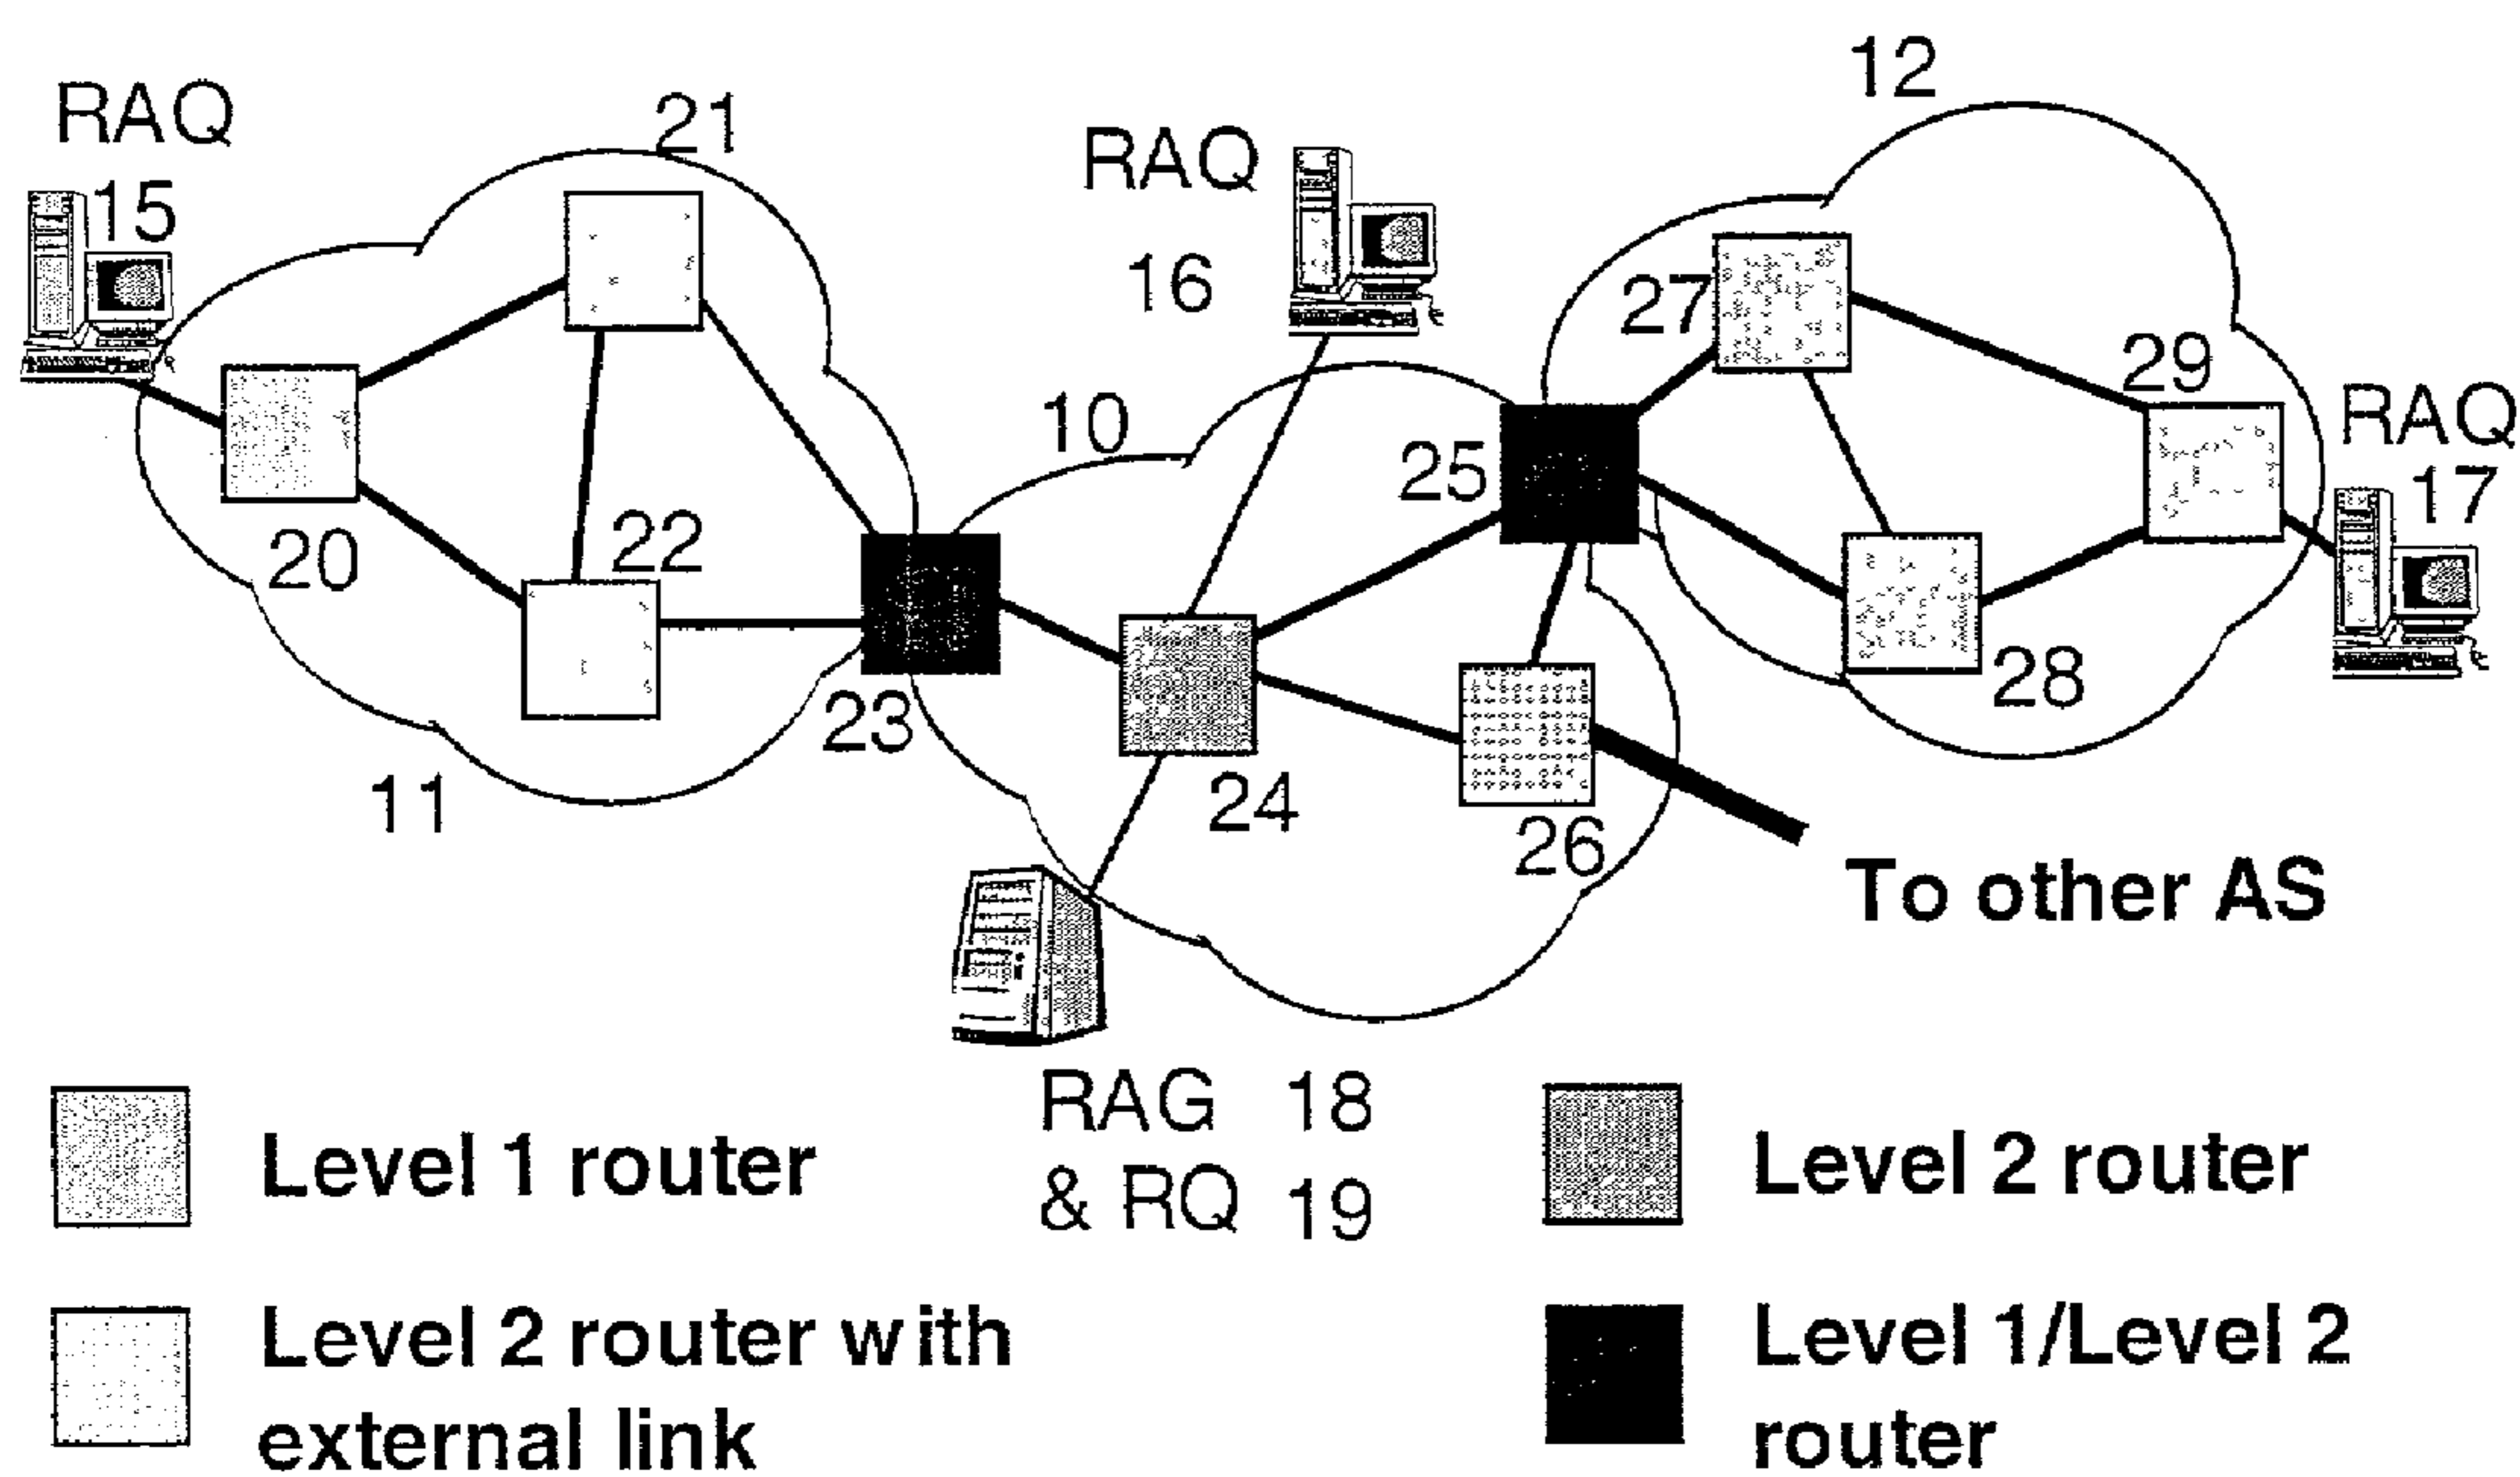 12
RAQ
21
RAQ
15
16
27
29
RAQ
10
17
25
22
20
28
23
24
26
11
To other AS
RAG 18
& RQ 19
Level 1 router
Level 2 router
Level 2 router with
external link
Level 1/Level 2
router